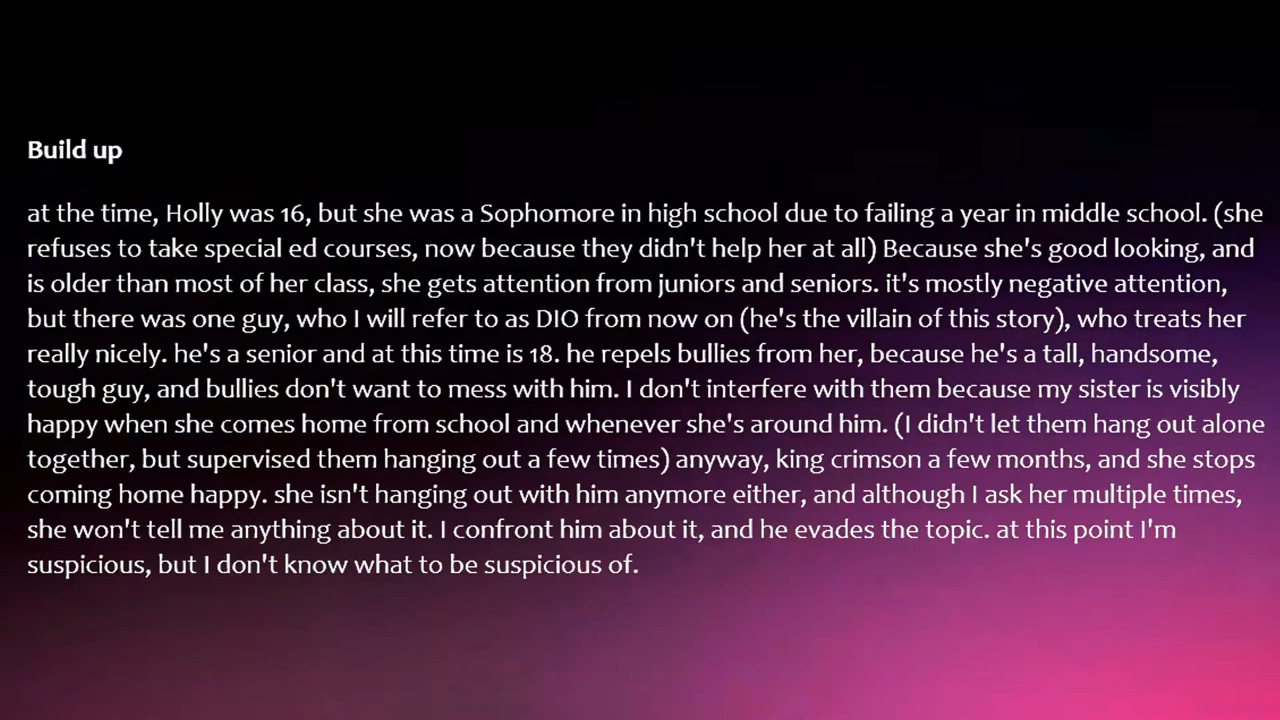 Build up
at the time, Holly was 16, but she was a Sophomore in high school due to failing a year in middle school. (she
refuses to take special ed courses, now because they didn't help her at all) Because she's good looking, and
is older than most of her class, she gets attention from juniors and seniors. it's mostly negative attention,
but there was one guy, who I will refer to as DIO from now on (he's the villain of this story), who treats her
really nicely. he's a senior and at this time is 18. he repels bullies from her, because he's a tall, handsome,
tough guy, and bullies don't want to mess with him. I don't interfere with them because my sister is visibly
happy when she comes home from school and whenever she's around him. (I didn't let them hang out alone
together, but supervised them hanging out a few times) anyway, king crimson a few months, and she stops
coming home happy. she isn't hanging out with him anymore either, and although I ask her multiple times,
she won't tell me anything about it. I confront him about it, and he evades the topic. at this point I'm
suspicious, but I don't know what to be suspicious of.